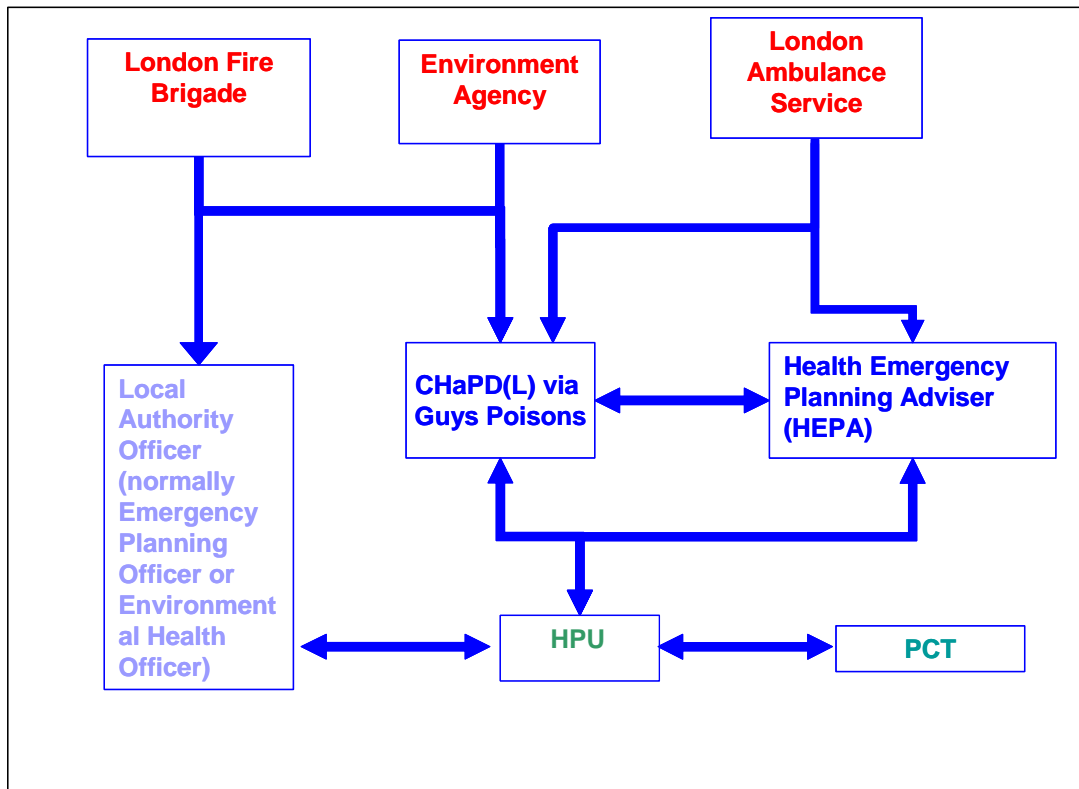 London Fire
Brigade
Environment
Agency
London
Ambulance
Service
Local
Authority
Officer
(normally
Emergency
Planning
Officer or
Environment
al Health
Officer)
CHaPD(L) via
Guys Poisons
Health Emergency
Planning Adviser
(HEPA)
HPU
PCT